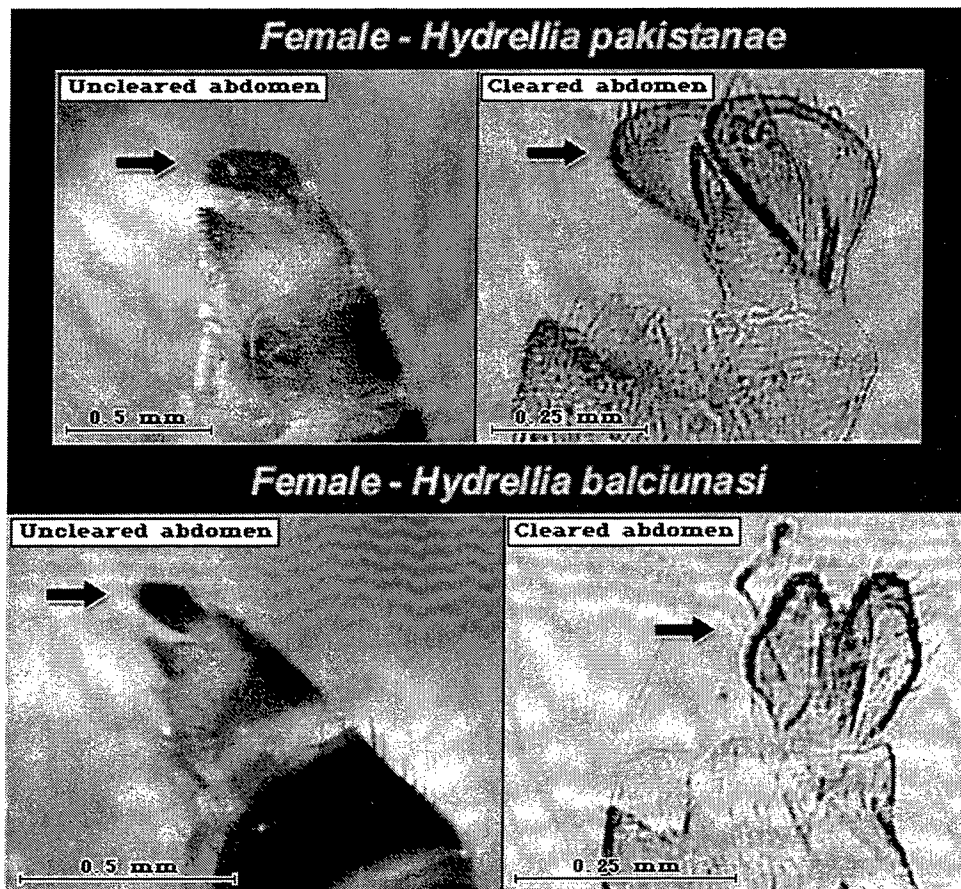 Female - Hydrellia pakistanae
Uncleared abdomen
Cleared abdomen
0.5 mm
0.25 mm
Female - Hydrellia balciunasi
Uncleared abdomen
Cleared abdomen
0.5 mm
0.25 mm